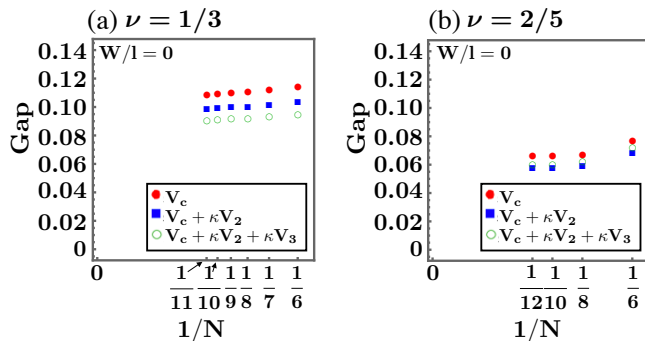 (a) ν = 1/3
W/l = 0
Gap
0.14
0.12
0.10
0.08
0.06
0.04
0.02
0
V_c
V_c + κV_2
V_c + κV_2 + κV_3
0 1/11 1/10 1/9 1/8 1/7 1/6
1/N
(b) ν = 2/5
W/l = 0
Gap
0.14
0.12
0.10
0.08
0.06
0.04
0.02
0
V_c
V_c + κV_2
V_c + κV_2 + κV_3
0 1/12 1/10 1/8 1/6
1/N